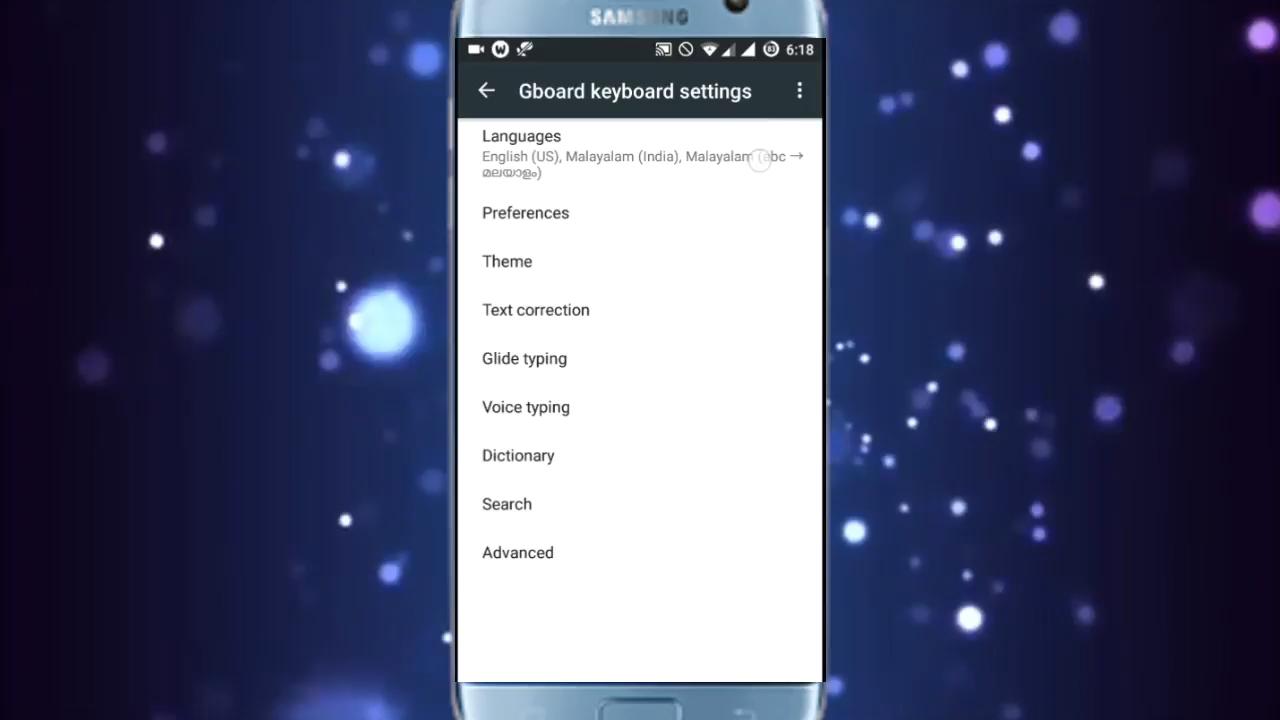 SAMSUNG
6:18
Gboard keyboard settings
Languages
English (US), Malayalam (India), Malayalam (abc →
മലയാളം)
Preferences
Theme
Text correction
Glide typing
Voice typing
Dictionary
Search
Advanced